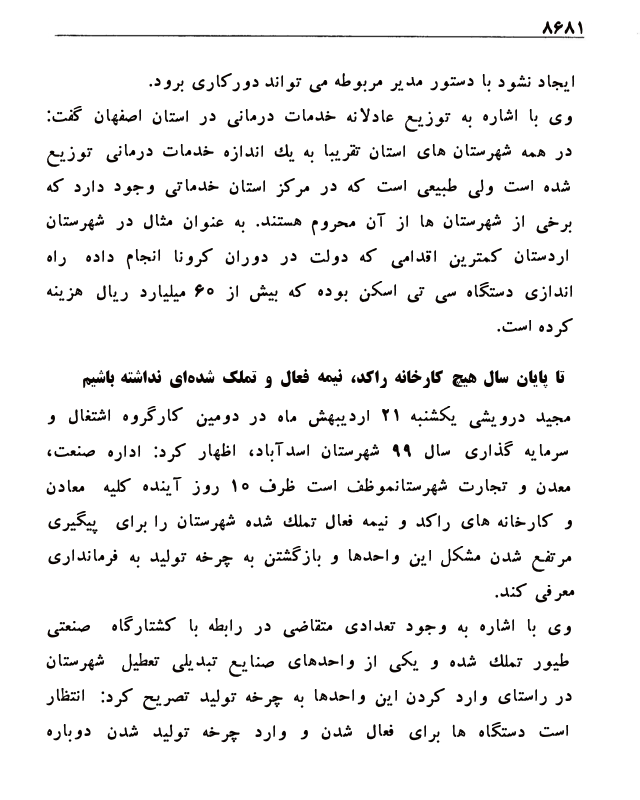 ۸۶۸۱
ایجاد نشود با دستور مدیر مربوطه می تواند دورکاری برود.
وی با اشاره به توزیع عادلانه خدمات درمانی در استان اصفهان گفت:
در همه شهرستان های استان تقریبا به یك اندازه خدمات درمانی توزیع
شده است ولی طبیعی است که در مرکز استان خدماتی وجود دارد که
برخی از شهرستان ها از آن محروم هستند. به عنوان مثال در شهرستان
اردستان کمترین اقدامی که دولت در دوران کرونا انجام داده راه
اندازی دستگاه سی تی اسکن بوده که بیش از ۶۰ میلیارد ریال هزینه
کرده است.
تا پایان سال هیچ کارخانه راکد، نیمه فعال و تملک شده‌ای نداشته باشیم
مجید درویشی یکشنبه ۲۱ اردیبهش ماه در دومین کارگروه اشتغال و
سرمایه گذاری سال ۹۹ شهرستان اسدآباد، اظهار کرد: اداره صنعت،
معدن و تجارت شهرستانموظف است ظرف ۱۰ روز آینده کلیه معادن
و کارخانه های راکد و نیمه فعال تملك شده شهرستان را برای پیگیری
مرتفع شدن مشکل این واحدها و بازگشتن به چرخه تولید به فرمانداری
معرفی کند.
وی با اشاره به وجود تعدادی متقاضی در رابطه با کشتارگاه صنعتی
طیور تملك شده و یکی از واحدهای صنایع تبدیلی تعطیل شهرستان
در راستای وارد کردن این واحدها به چرخه تولید تصریح کرد: انتظار
است دستگاه ها برای فعال شدن و وارد چرخه تولید شدن دوباره